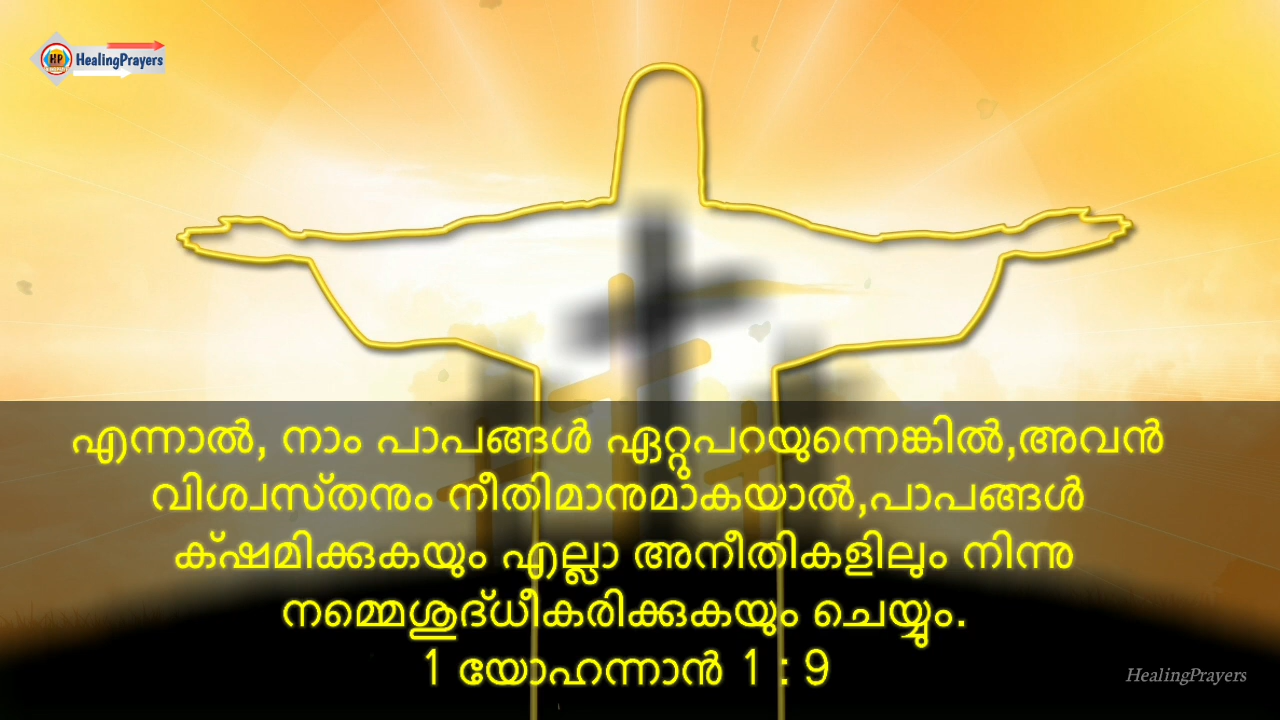 HP
HealingPrayers
എന്നാൽ, നാം പാപങ്ങൾ ഏറ്റുപറയുന്നെങ്കിൽ,അവൻ
വിശ്വസ്തനും നീതിമാനുമാകയാൽ,പാപങ്ങൾ
ക്ഷമിക്കുകയും എല്ലാ അനീതികളിലും നിന്നു
നമ്മെശുദ്ധീകരിക്കുകയും ചെയ്യും.
1 യോഹന്നാൻ 1 : 9
HealingPrayers